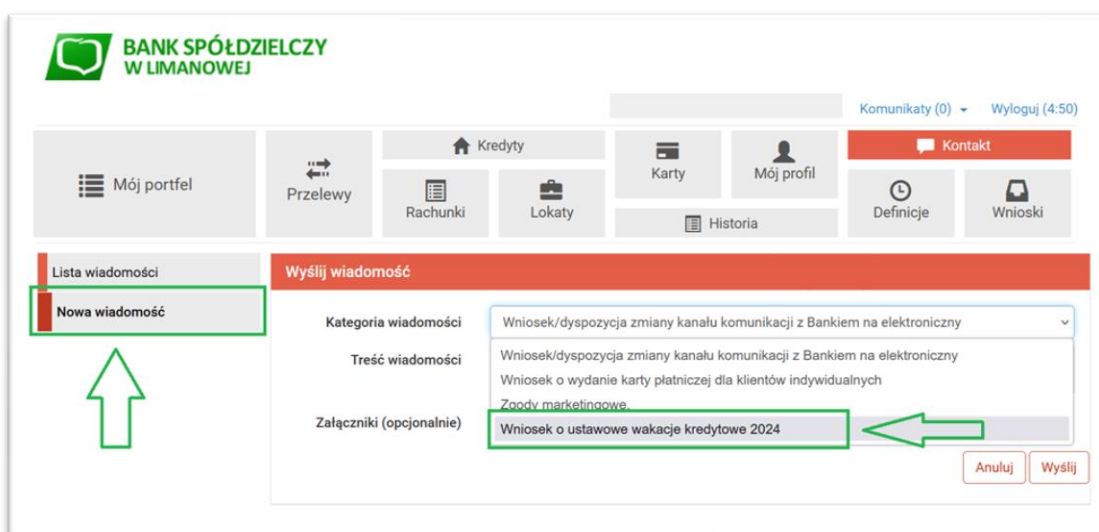 BANK SPÓŁDZIELCZY
W LIMANOWEJ
Komunikaty (0)
Wyloguj (4:50)
Mój portfel
Przelewy
Kredyty
Rachunki
Lokaty
Karty
Mój profil
Historia
Kontakt
Definicje
Wnioski
Lista wiadomości
Nowa wiadomość
Wyślij wiadomość
Kategoria wiadomości
Wniosek/dyspozycja zmiany kanału komunikacji z Bankiem na elektroniczny
Treść wiadomości
Wniosek/dyspozycja zmiany kanału komunikacji z Bankiem na elektroniczny
Wniosek o wydanie karty płatniczej dla klientów indywidualnych
Zgody marketingowe.
Załączniki (opcjonalnie)
Wniosek o ustawowe wakacje kredytowe 2024
Anuluj
Wyślij